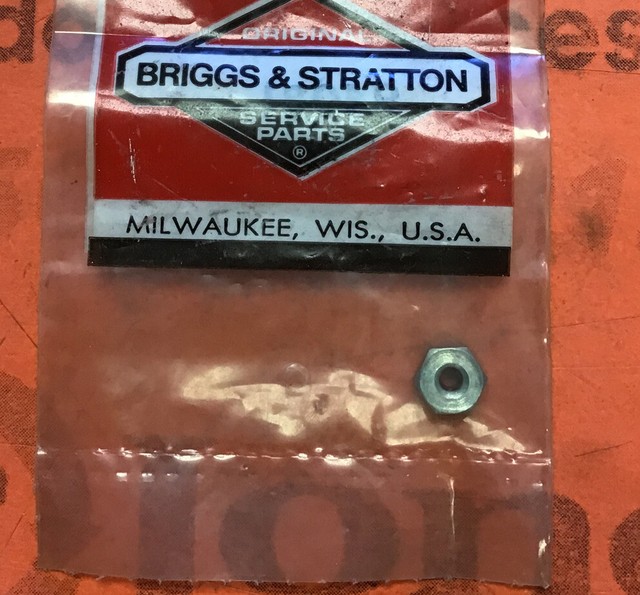 ORIGINAL
BRIGGS & STRATTON
SERVICE
PARTS
®
MILWAUKEE, WIS., U.S.A.